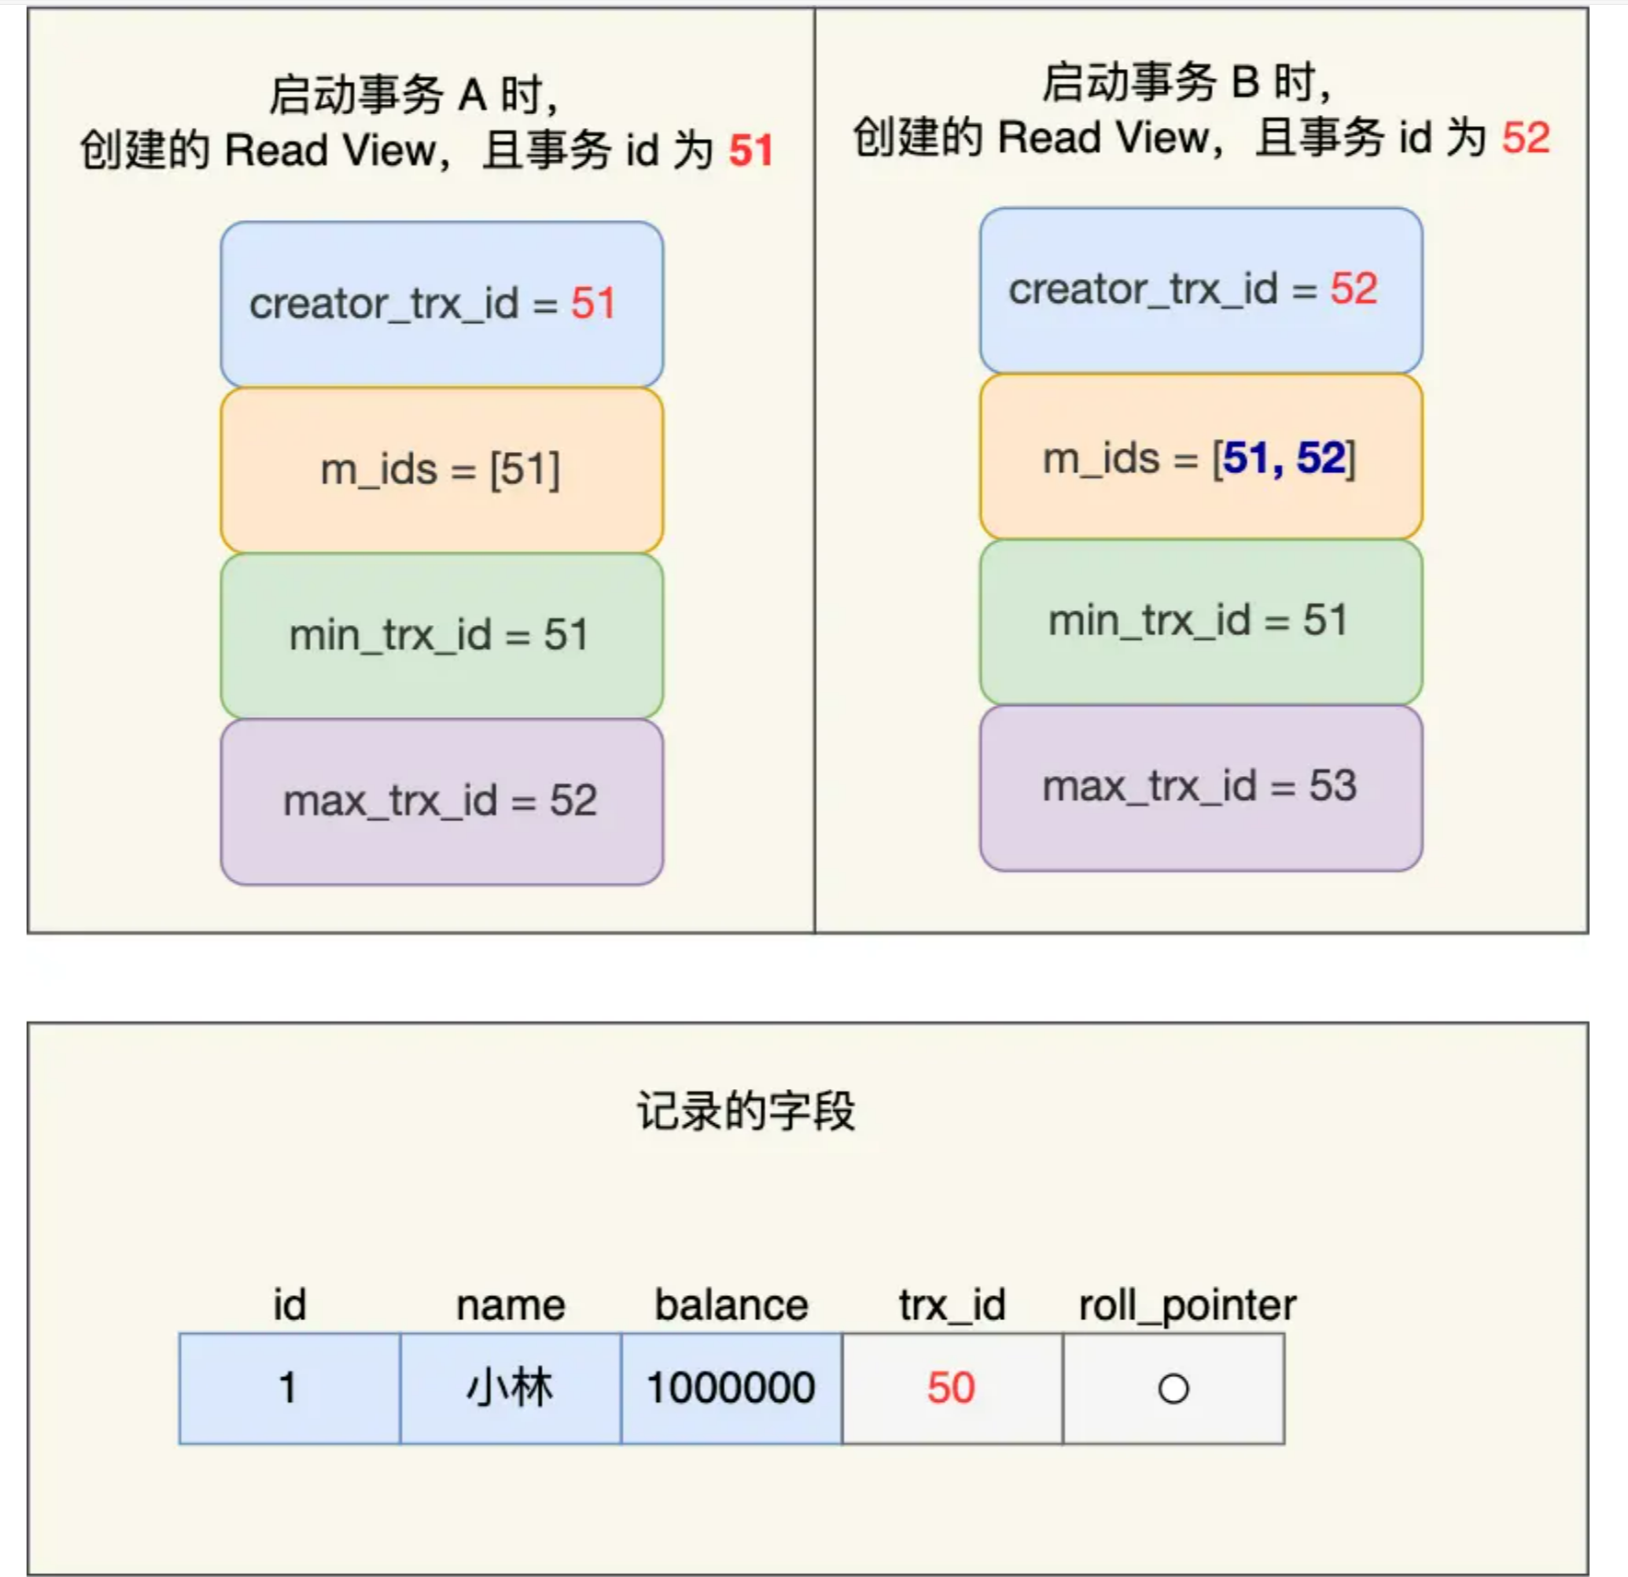 启动事务 A 时，
创建的 Read View，且事务 id 为 51
creator_trx_id = 51
m_ids = [51]
min_trx_id = 51
max_trx_id = 52
启动事务 B 时，
创建的 Read View，且事务 id 为 52
creator_trx_id = 52
m_ids = [51, 52]
min_trx_id = 51
max_trx_id = 53
记录的字段
id name balance trx_id roll_pointer
1 小林 1000000 50